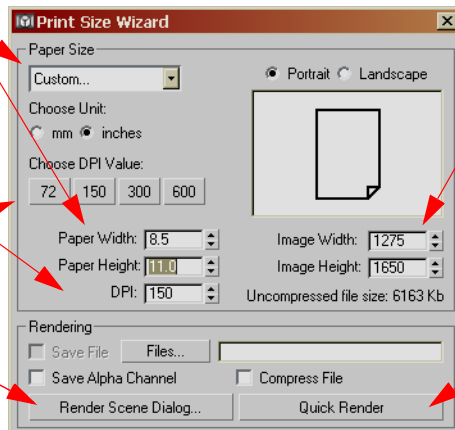 Print Size Wizard
Paper Size
Custom...
Portrait Landscape
Choose Unit:
mm inches
Choose DPI Value:
72 150 300 600
Paper Width: 8.5 Image Width: 1275
Paper Height: 11.0 Image Height: 1650
DPI: 150 Uncompressed file size: 6163 Kb
Rendering
Save File Files...
Save Alpha Channel Compress File
Render Scene Dialog... Quick Render